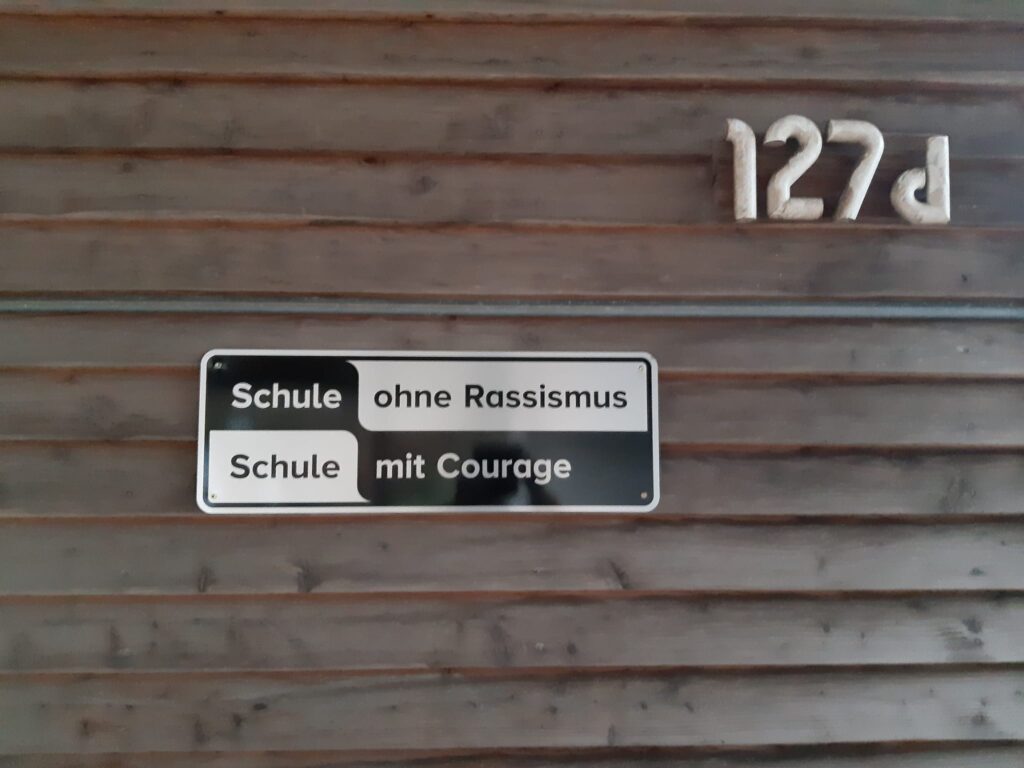 127d
Schule ohne Rassismus
Schule mit Courage